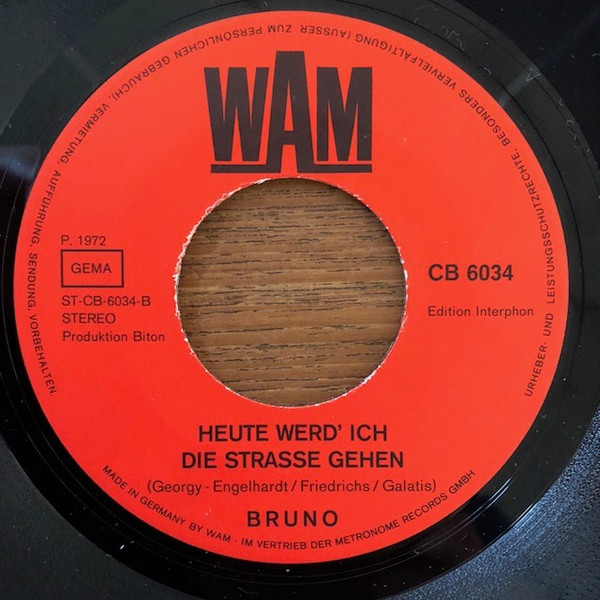 WAM
P. 1972
GEMA
ST-CB-6034-B
STEREO
Produktion Biton
CB 6034
Edition Interphon
HEUTE WERD' ICH
DIE STRASSE GEHEN
(Georgy - Engelhardt / Friedrichs / Galatis)
BRUNO
URHEBER- UND LEISTUNGSSCHUTZRECHTE, BESONDERS VERVIELFÄLTIGUNG (AUSSER ZUM PERSÖNLICHEN GEBRAUCH), VERMIETUNG, AUFFÜHRUNG, SENDUNG, VORBEHALTEN
MADE IN GERMANY BY WAM - IM VERTRIEB DER METRONOME RECORDS GMBH